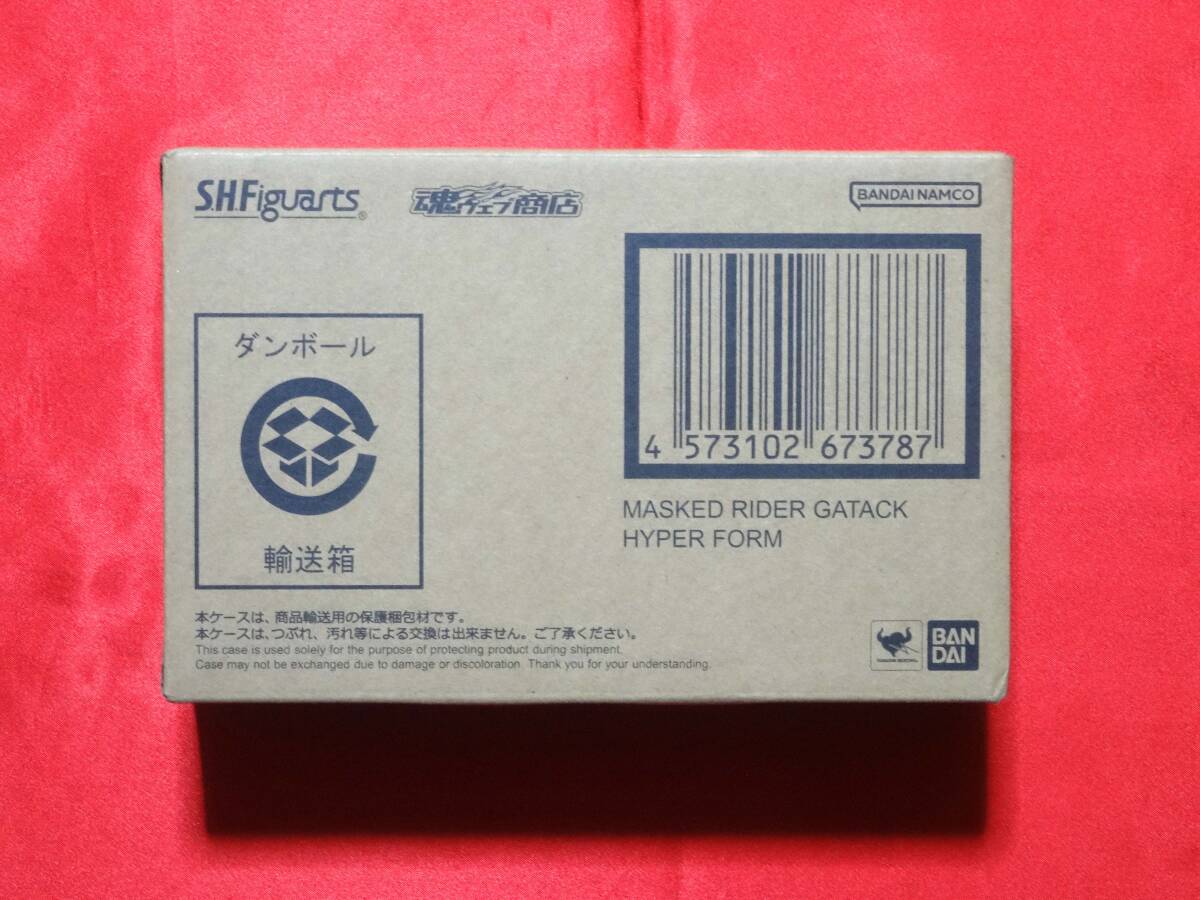 S.H.Figuarts®
魂ウェブ商店
BANDAI NAMCO
4 573102 673787
MASKED RIDER GATACK
HYPER FORM
ダンボール
輸送箱
本ケースは、商品輸送用の保護梱包材です。
本ケースは、つぶれ、汚れ等による交換は出来ません。ご了承ください。
This case is used solely for the purpose of protecting product during shipment.
Case may not be exchanged due to damage or discoloration. Thank you for your understanding.
BAN
DAI